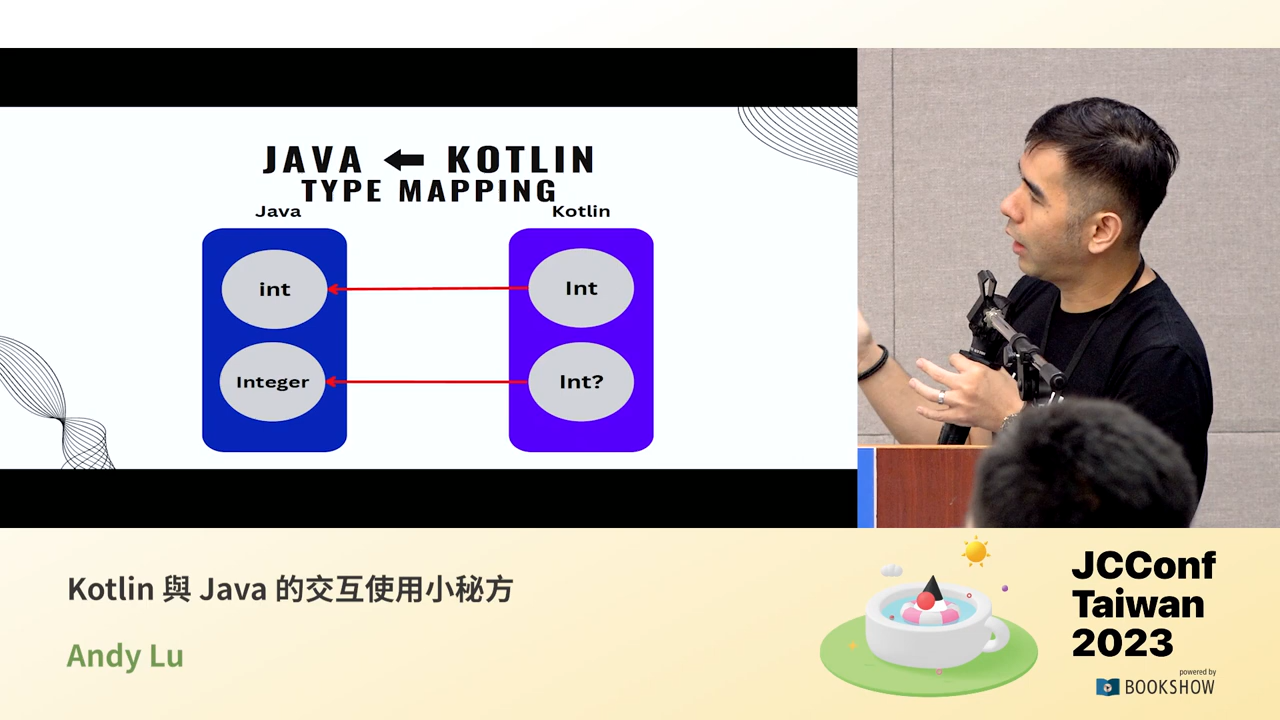 JAVA ← KOTLIN
TYPE MAPPING
Java
Kotlin
int
Int
Integer
Int?
Kotlin 與 Java 的交互使用小秘方
Andy Lu
JCConf
Taiwan
2023
powered by
BOOKSHOW